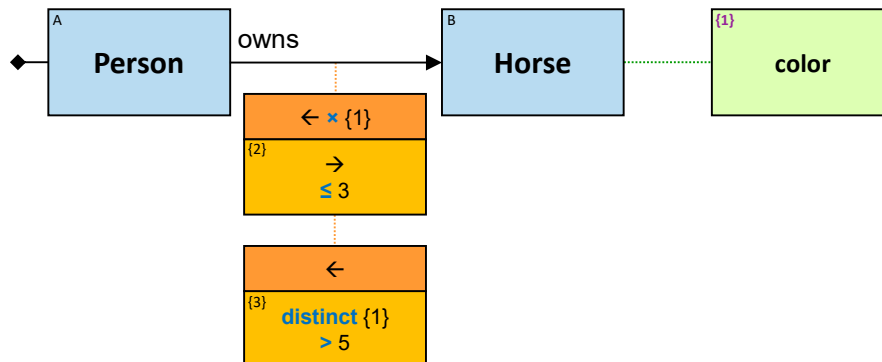 A
Person
owns
B
Horse
{1}
color
← × {1}
{2}
→
≤ 3
←
{3}
distinct {1}
> 5